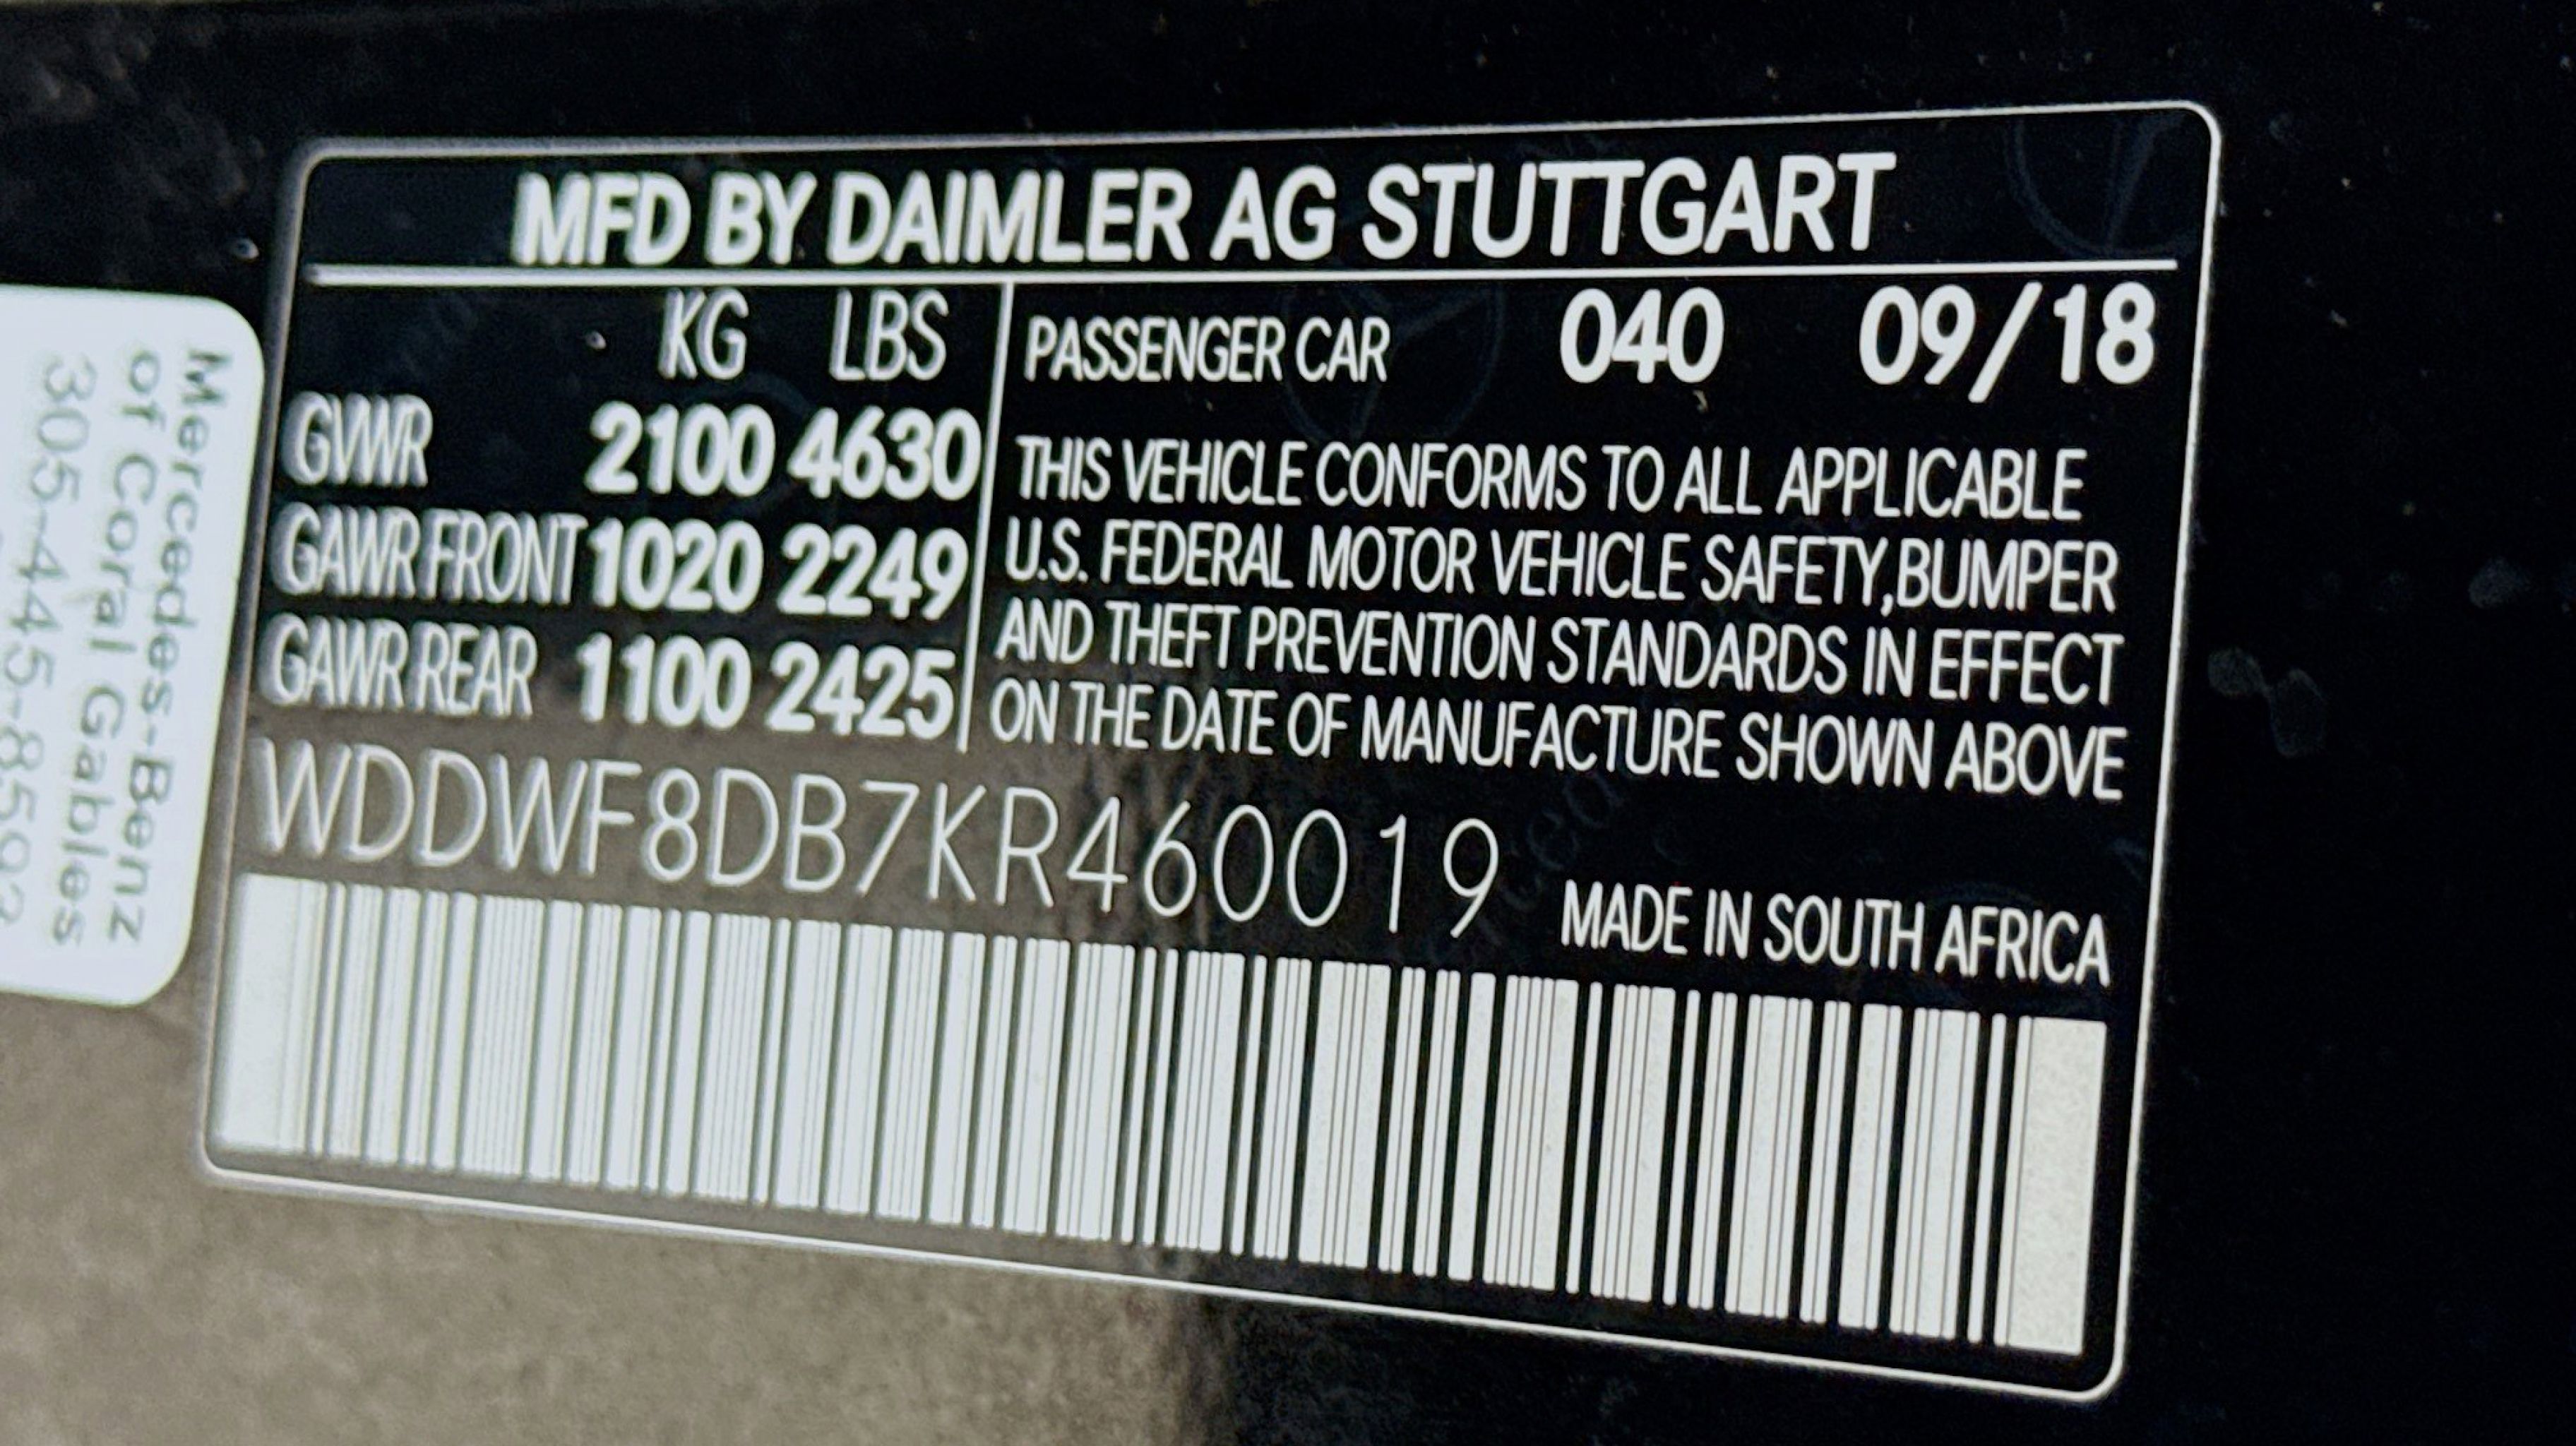 MFD BY DAIMLER AG STUTTGART
KG LBS
GVWR 2100 4630
GAWR FRONT 1020 2249
GAWR REAR 1100 2425
PASSENGER CAR 040 09/18
THIS VEHICLE CONFORMS TO ALL APPLICABLE
U.S. FEDERAL MOTOR VEHICLE SAFETY,BUMPER
AND THEFT PREVENTION STANDARDS IN EFFECT
ON THE DATE OF MANUFACTURE SHOWN ABOVE
WDDWF8DB7KR460019
MADE IN SOUTH AFRICA
Mercedes-Benz
of Coral Gables
305-445-8593